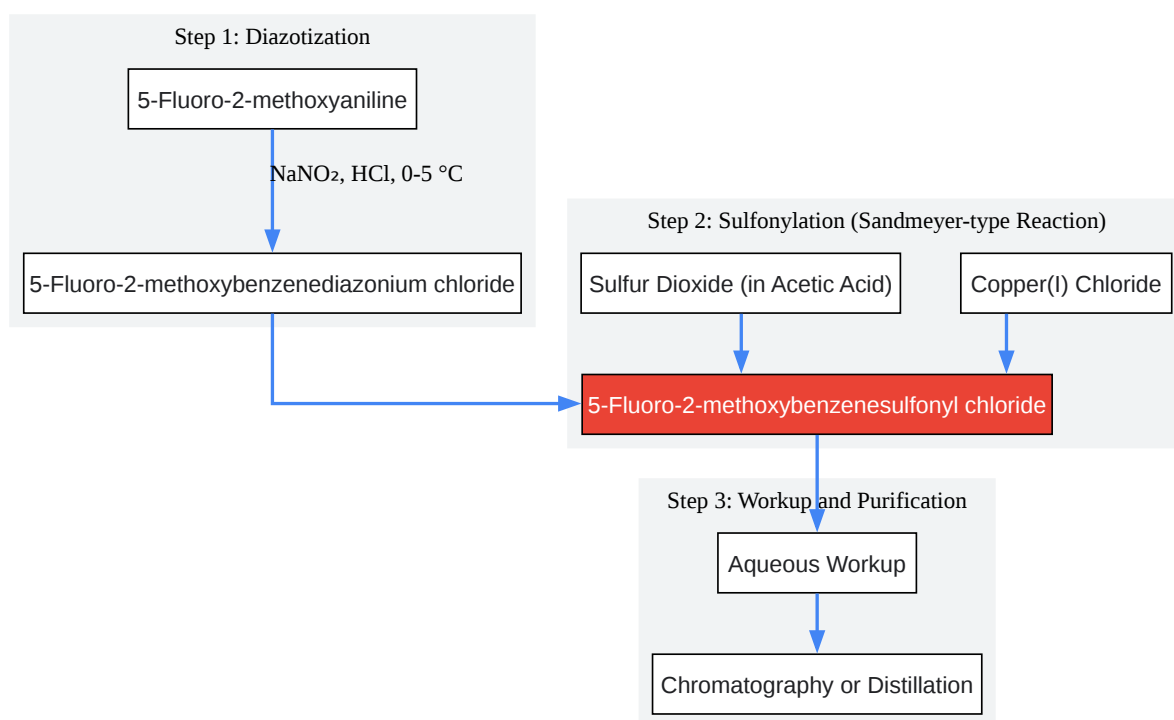 Step 1: Diazotization
5-Fluoro-2-methoxyaniline
NaNO₂, HCl, 0-5 °C
5-Fluoro-2-methoxybenzenediazonium chloride
Step 2: Sulfonylation (Sandmeyer-type Reaction)
Sulfur Dioxide (in Acetic Acid)
Copper(I) Chloride
5-Fluoro-2-methoxybenzenesulfonyl chloride
Step 3: Workup and Purification
Aqueous Workup
Chromatography or Distillation